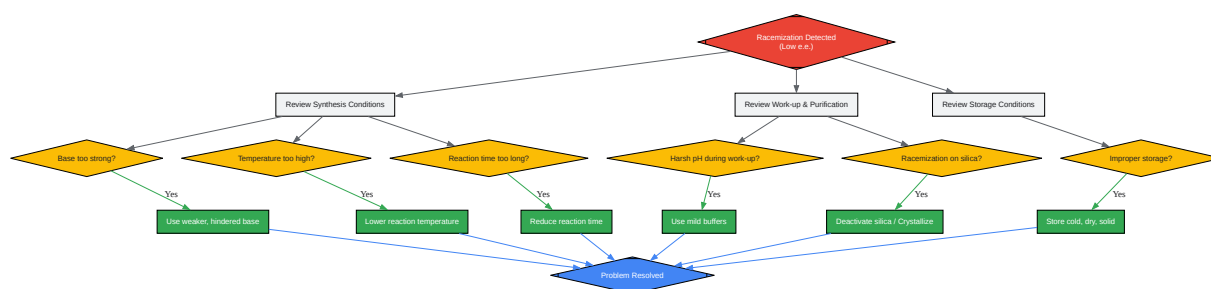 Racemization Detected
(Low e.e.)
Review Synthesis Conditions
Review Work-up & Purification
Review Storage Conditions
Base too strong?
Temperature too high?
Reaction time too long?
Harsh pH during work-up?
Racemization on silica?
Improper storage?
Yes
Yes
Yes
Yes
Yes
Yes
Use weaker, hindered base
Lower reaction temperature
Reduce reaction time
Use mild buffers
Deactivate silica / Crystallize
Store cold, dry, solid
Problem Resolved